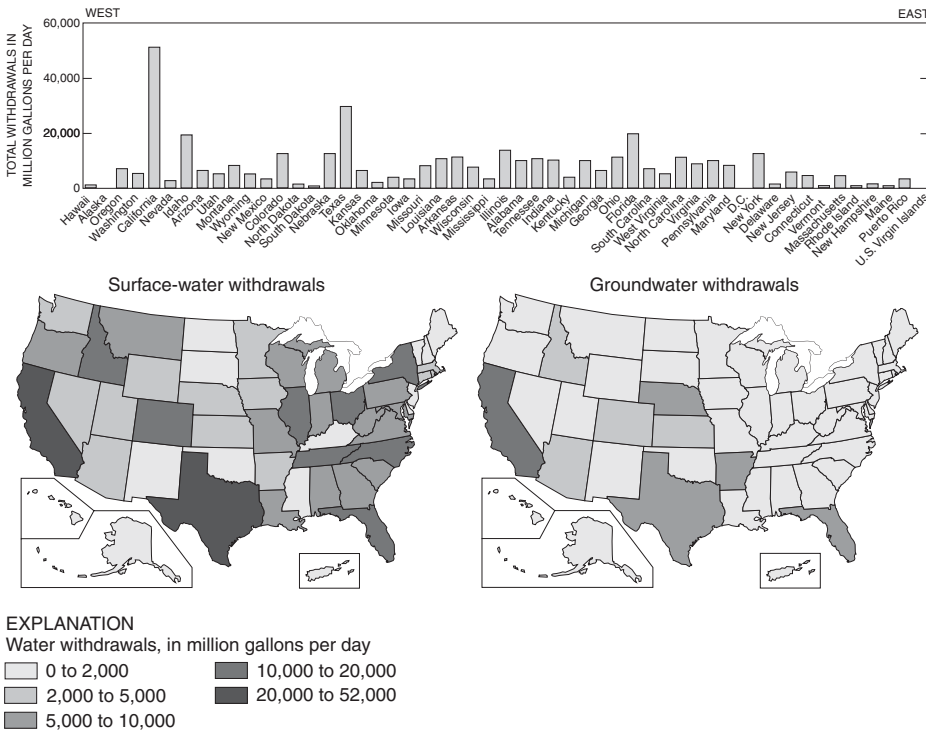 WEST
EAST
TOTAL WITHDRAWALS IN
MILLION GALLONS PER DAY
60,000
40,000
20,000
0
Hawaii
Alaska
Oregon
Washington
California
Nevada
Idaho
Arizona
Utah
Montana
Wyoming
New Mexico
Colorado
North Dakota
South Dakota
Nebraska
Texas
Kansas
Oklahoma
Minnesota
Iowa
Missouri
Louisiana
Arkansas
Wisconsin
Mississippi
Illinois
Alabama
Tennessee
Indiana
Kentucky
Michigan
Georgia
Ohio
Florida
South Carolina
West Virginia
North Carolina
Virginia
Pennsylvania
Maryland
D.C.
New York
Delaware
New Jersey
Connecticut
Vermont
Massachusetts
Rhode Island
New Hampshire
Maine
Puerto Rico
U.S. Virgin Islands
Surface-water withdrawals
Groundwater withdrawals
EXPLANATION
Water withdrawals, in million gallons per day
0 to 2,000
2,000 to 5,000
5,000 to 10,000
10,000 to 20,000
20,000 to 52,000